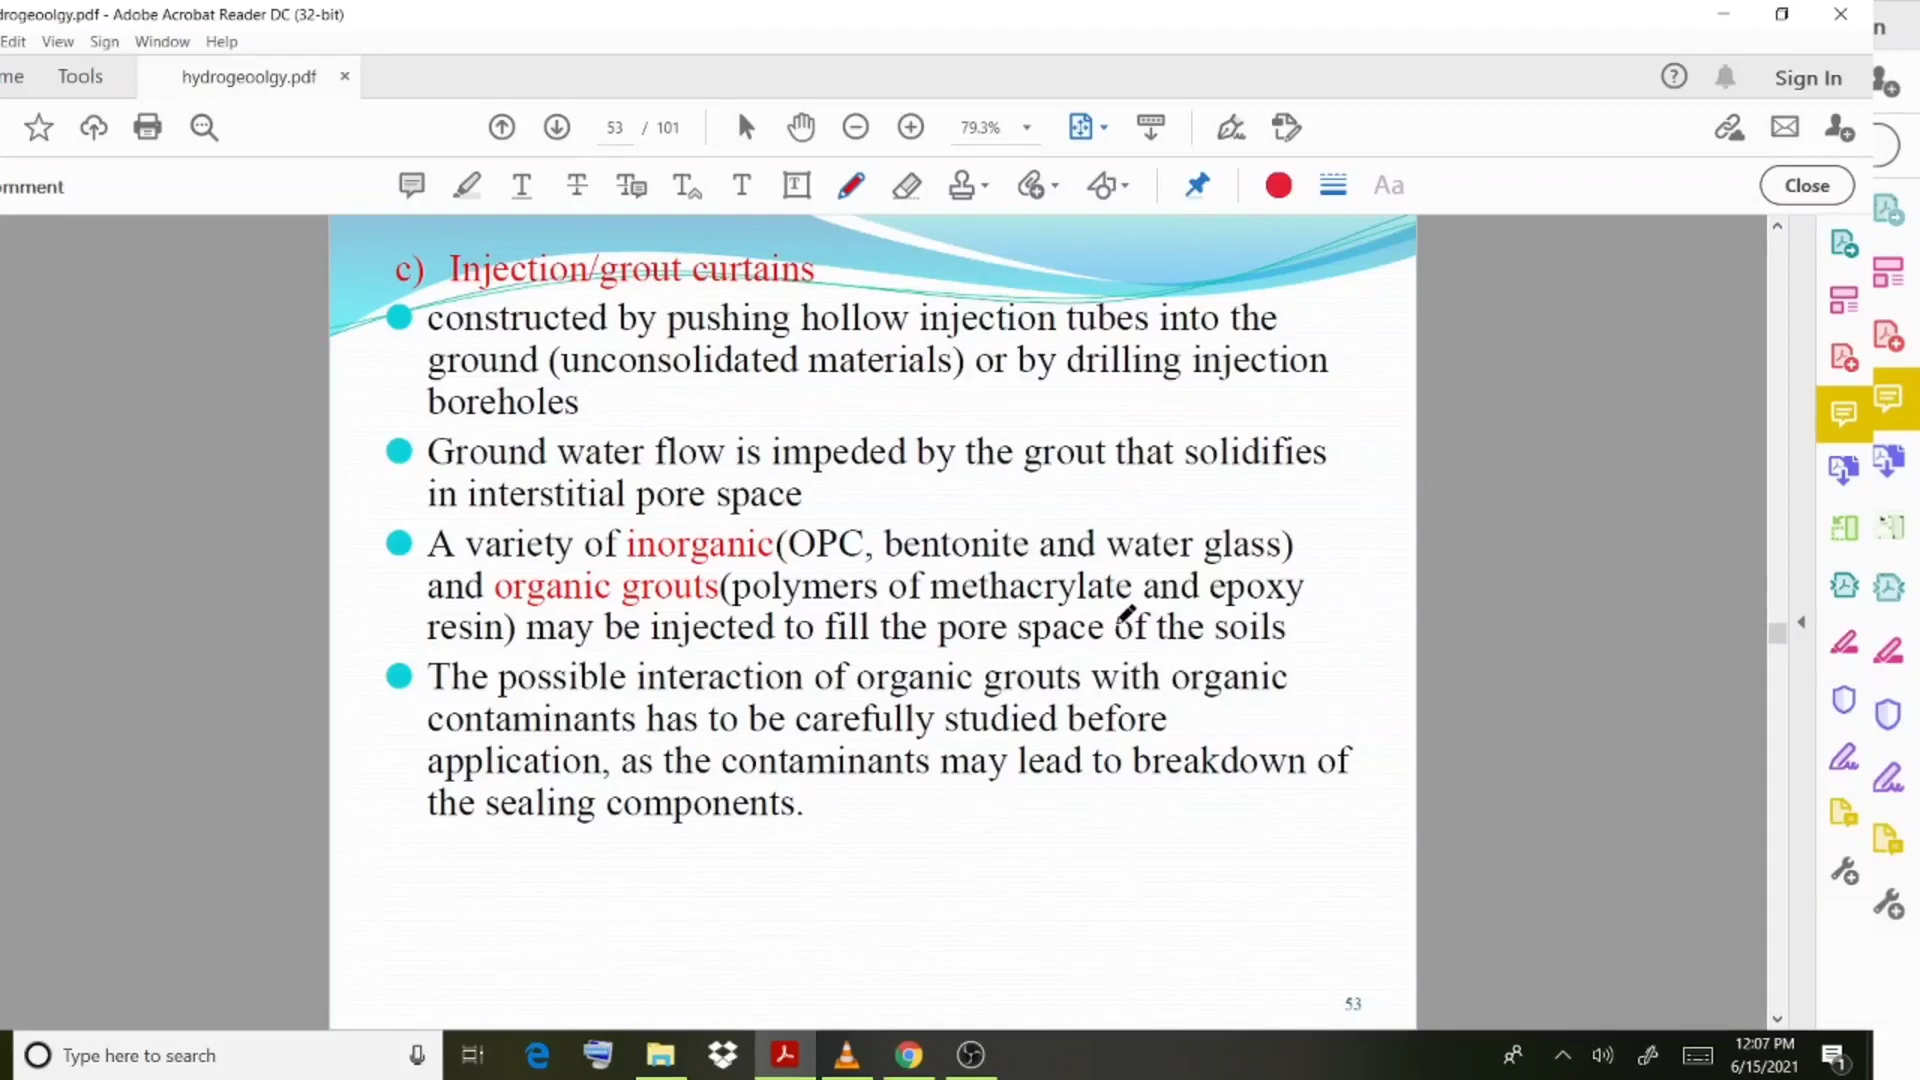 drogeoolgy.pdf - Adobe Acrobat Reader DC (32-bit)
Edit View Sign Window Help
me Tools hydrogeoolgy.pdf × Sign In
53 / 101 79.3%
omment Aa Close
c) Injection/grout curtains
constructed by pushing hollow injection tubes into the
ground (unconsolidated materials) or by drilling injection
boreholes
Ground water flow is impeded by the grout that solidifies
in interstitial pore space
A variety of inorganic(OPC, bentonite and water glass)
and organic grouts(polymers of methacrylate and epoxy
resin) may be injected to fill the pore space of the soils
The possible interaction of organic grouts with organic
contaminants has to be carefully studied before
application, as the contaminants may lead to breakdown of
the sealing components.
53
Type here to search
12:07 PM
6/15/2021
1